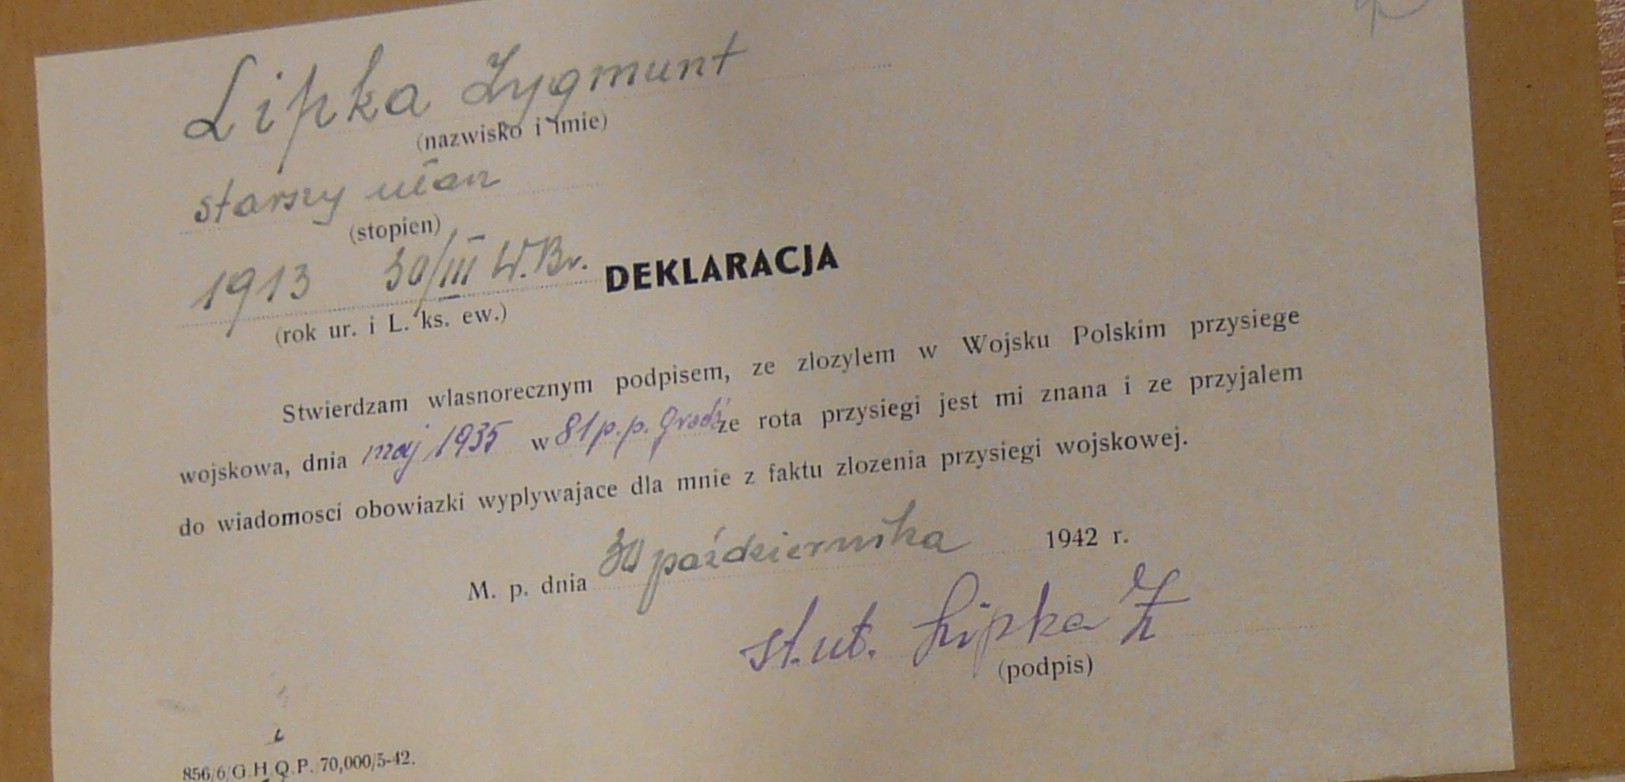 Lipka Zygmunt
(nazwisko i imie)
starszy ułan
(stopien)
1913 30/III W.Br.
(rok ur. i L. ks. ew.)
DEKLARACJA
Stwierdzam wlasnorecznym podpisem, ze zlozylem w Wojsku Polskim przysiege
wojskowa, dnia maj 1935 w 81 p.p. Grodź. ze rota przysiegi jest mi znana i ze przyjalem
do wiadomosci obowiazki wyplywajace dla mnie z faktu zlozenia przysiegi wojskowej.
M. p. dnia 30 października 1942 r.
st. uł. Lipka Z
(podpis)
856/6/G.H.Q.P. 70,000/5-42.